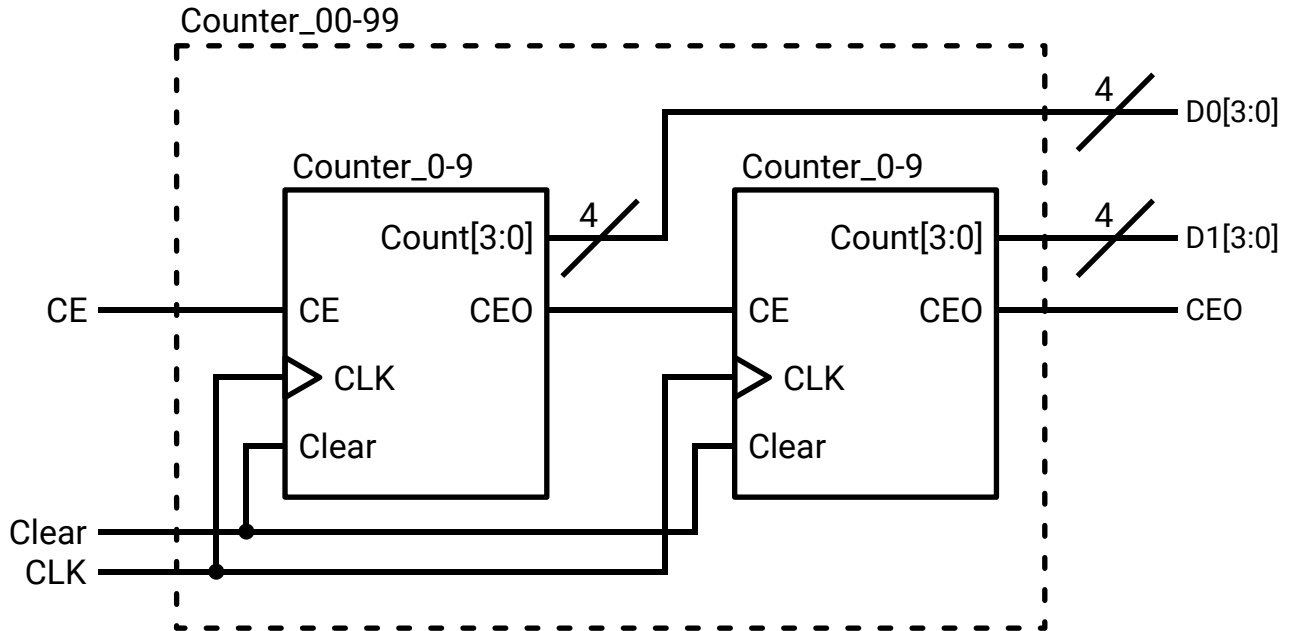 Counter_00-99
4
D0[3:0]
Counter_0-9
Counter_0-9
Count[3:0]
4
Count[3:0]
4
D1[3:0]
CE
CE
CEO
CE
CEO
CEO
CLK
CLK
Clear
Clear
Clear
CLK